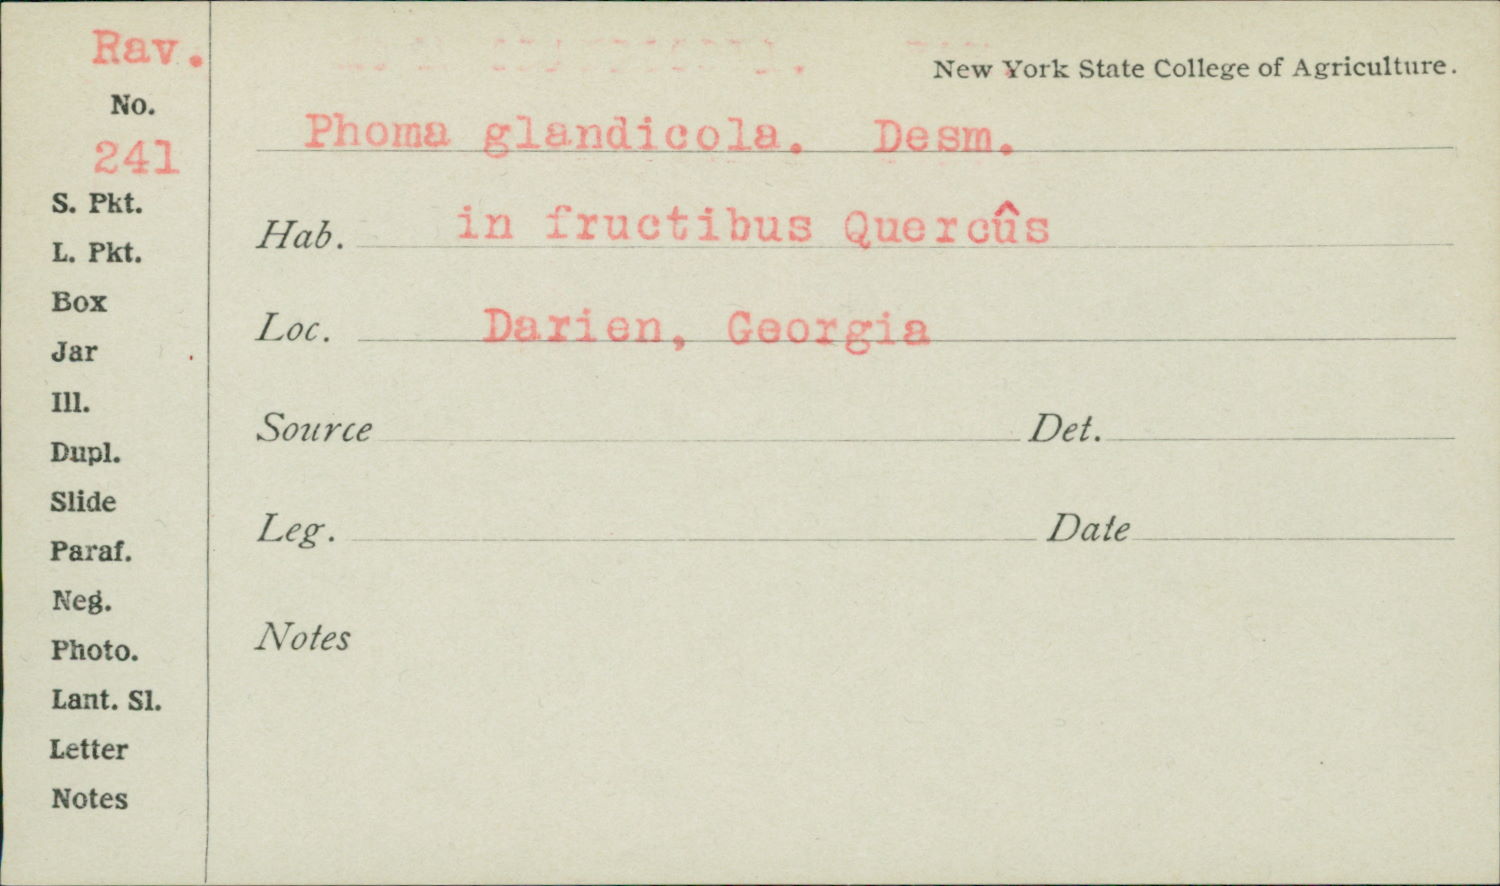 Rav.
No.
241
S. Pkt.
L. Pkt.
Box
Jar
Ill.
Dupl.
Slide
Paraf.
Neg.
Photo.
Lant. Sl.
Letter
Notes
New York State College of Agriculture.
Phoma glandicola. Desm.
Hab. in fructibus Quercûs
Loc. Darien, Georgia
Source Det.
Leg. Date
Notes